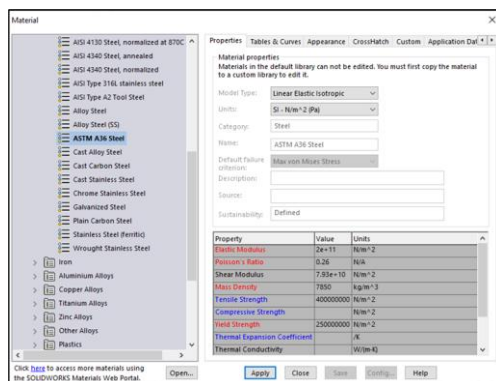 Material
AISI 4130 Steel, normalized at 870C
AISI 4340 Steel, annealed
AISI 4340 Steel, normalized
AISI Type 316L stainless steel
AISI Type A2 Tool Steel
Alloy Steel
Alloy Steel (SS)
ASTM A36 Steel
Cast Alloy Steel
Cast Carbon Steel
Cast Stainless Steel
Chrome Stainless Steel
Galvanized Steel
Plain Carbon Steel
Stainless Steel (ferritic)
Wrought Stainless Steel
Iron
Aluminium Alloys
Copper Alloys
Titanium Alloys
Zinc Alloys
Other Alloys
Plastics
Click here to access more materials using
the SOLIDWORKS Materials Web Portal.
Open...
Properties Tables & Curves Appearance CrossHatch Custom Application Dat
Material properties
Materials in the default library can not be edited. You must first copy the material
to a custom library to edit it.
Model Type: Linear Elastic Isotropic
Units: SI - N/m^2 (Pa)
Category: Steel
Name: ASTM A36 Steel
Default failure
criterion: Max von Mises Stress
Description:
Source:
Sustainability: Defined
Property Value Units
Elastic Modulus 2e+11 N/m^2
Poisson's Ratio 0.26 N/A
Shear Modulus 7.93e+10 N/m^2
Mass Density 7850 kg/m^3
Tensile Strength 400000000 N/m^2
Compressive Strength N/m^2
Yield Strength 250000000 N/m^2
Thermal Expansion Coefficient /K
Thermal Conductivity W/(m·K)
Apply Close Save Config... Help